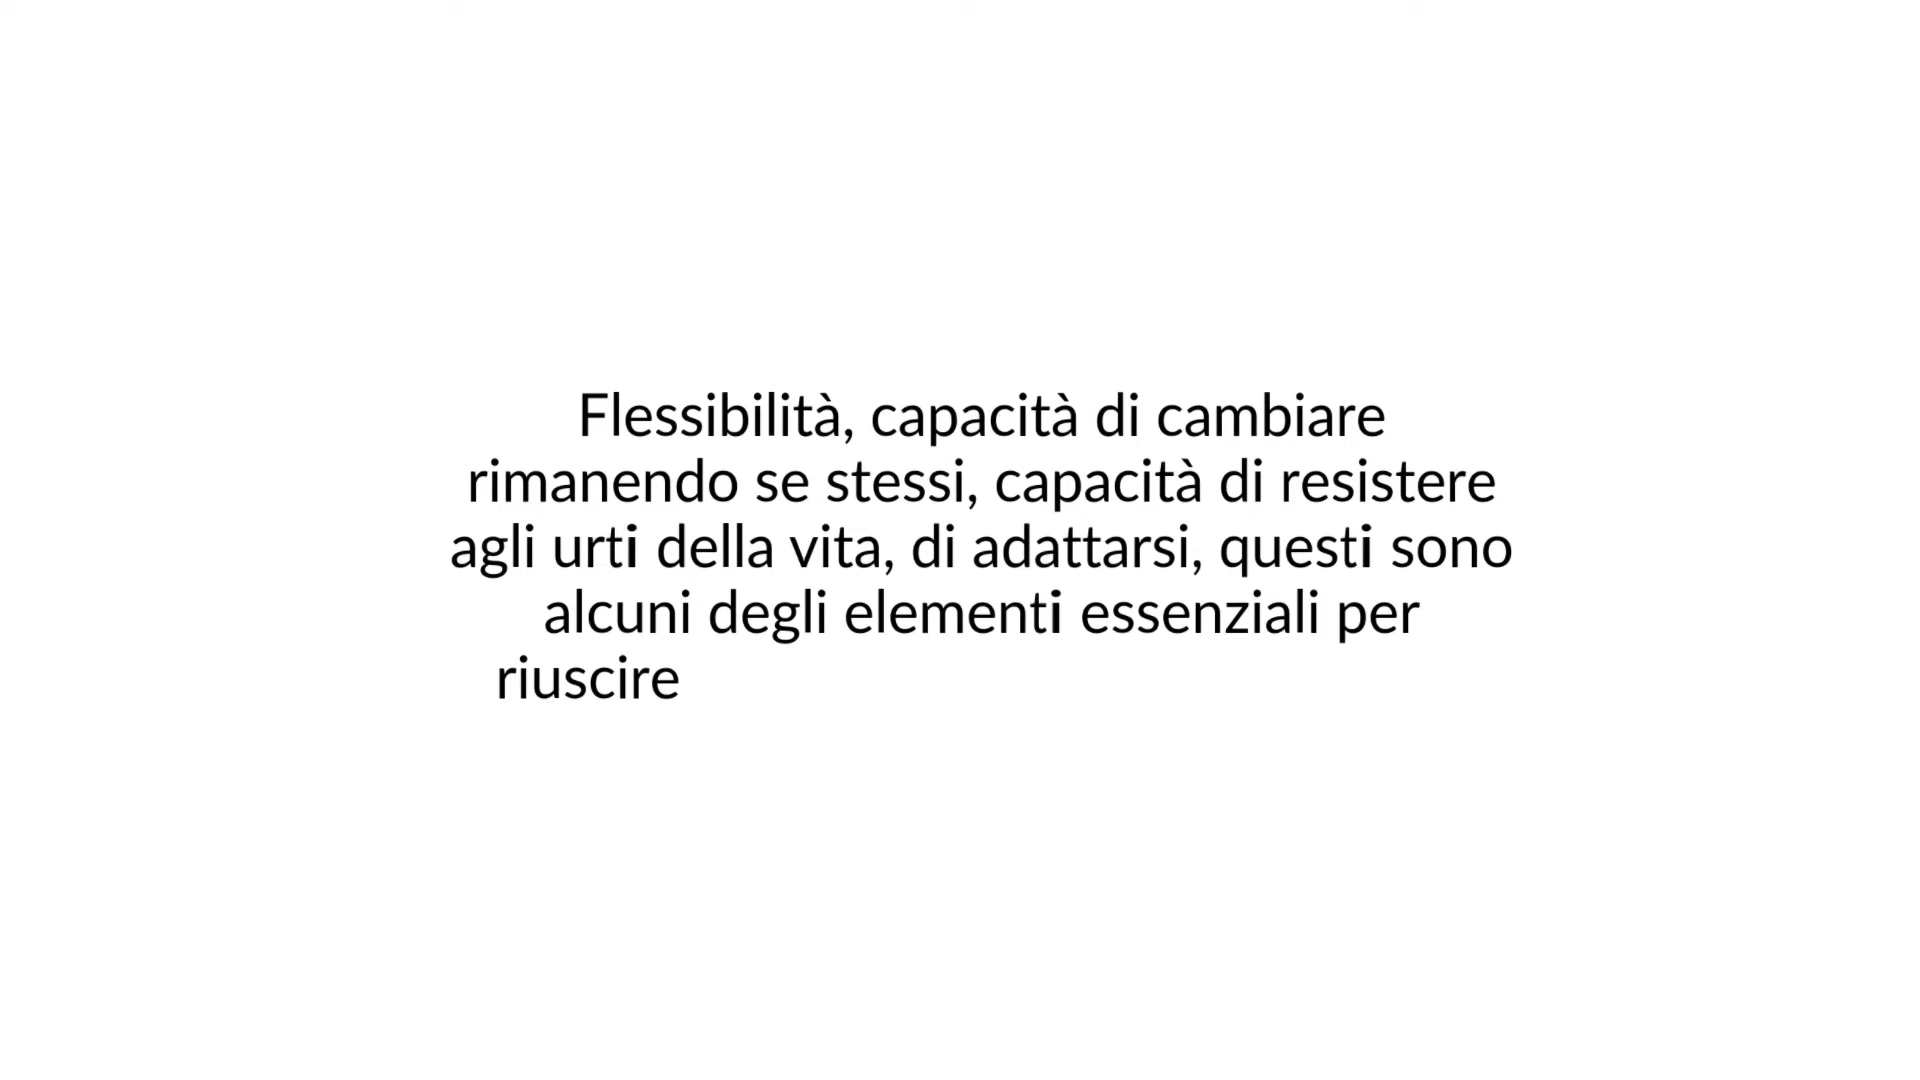 Flessibilità, capacità di cambiare
rimanendo se stessi, capacità di resistere
agli urti della vita, di adattarsi, questi sono
alcuni degli elementi essenziali per
riuscire